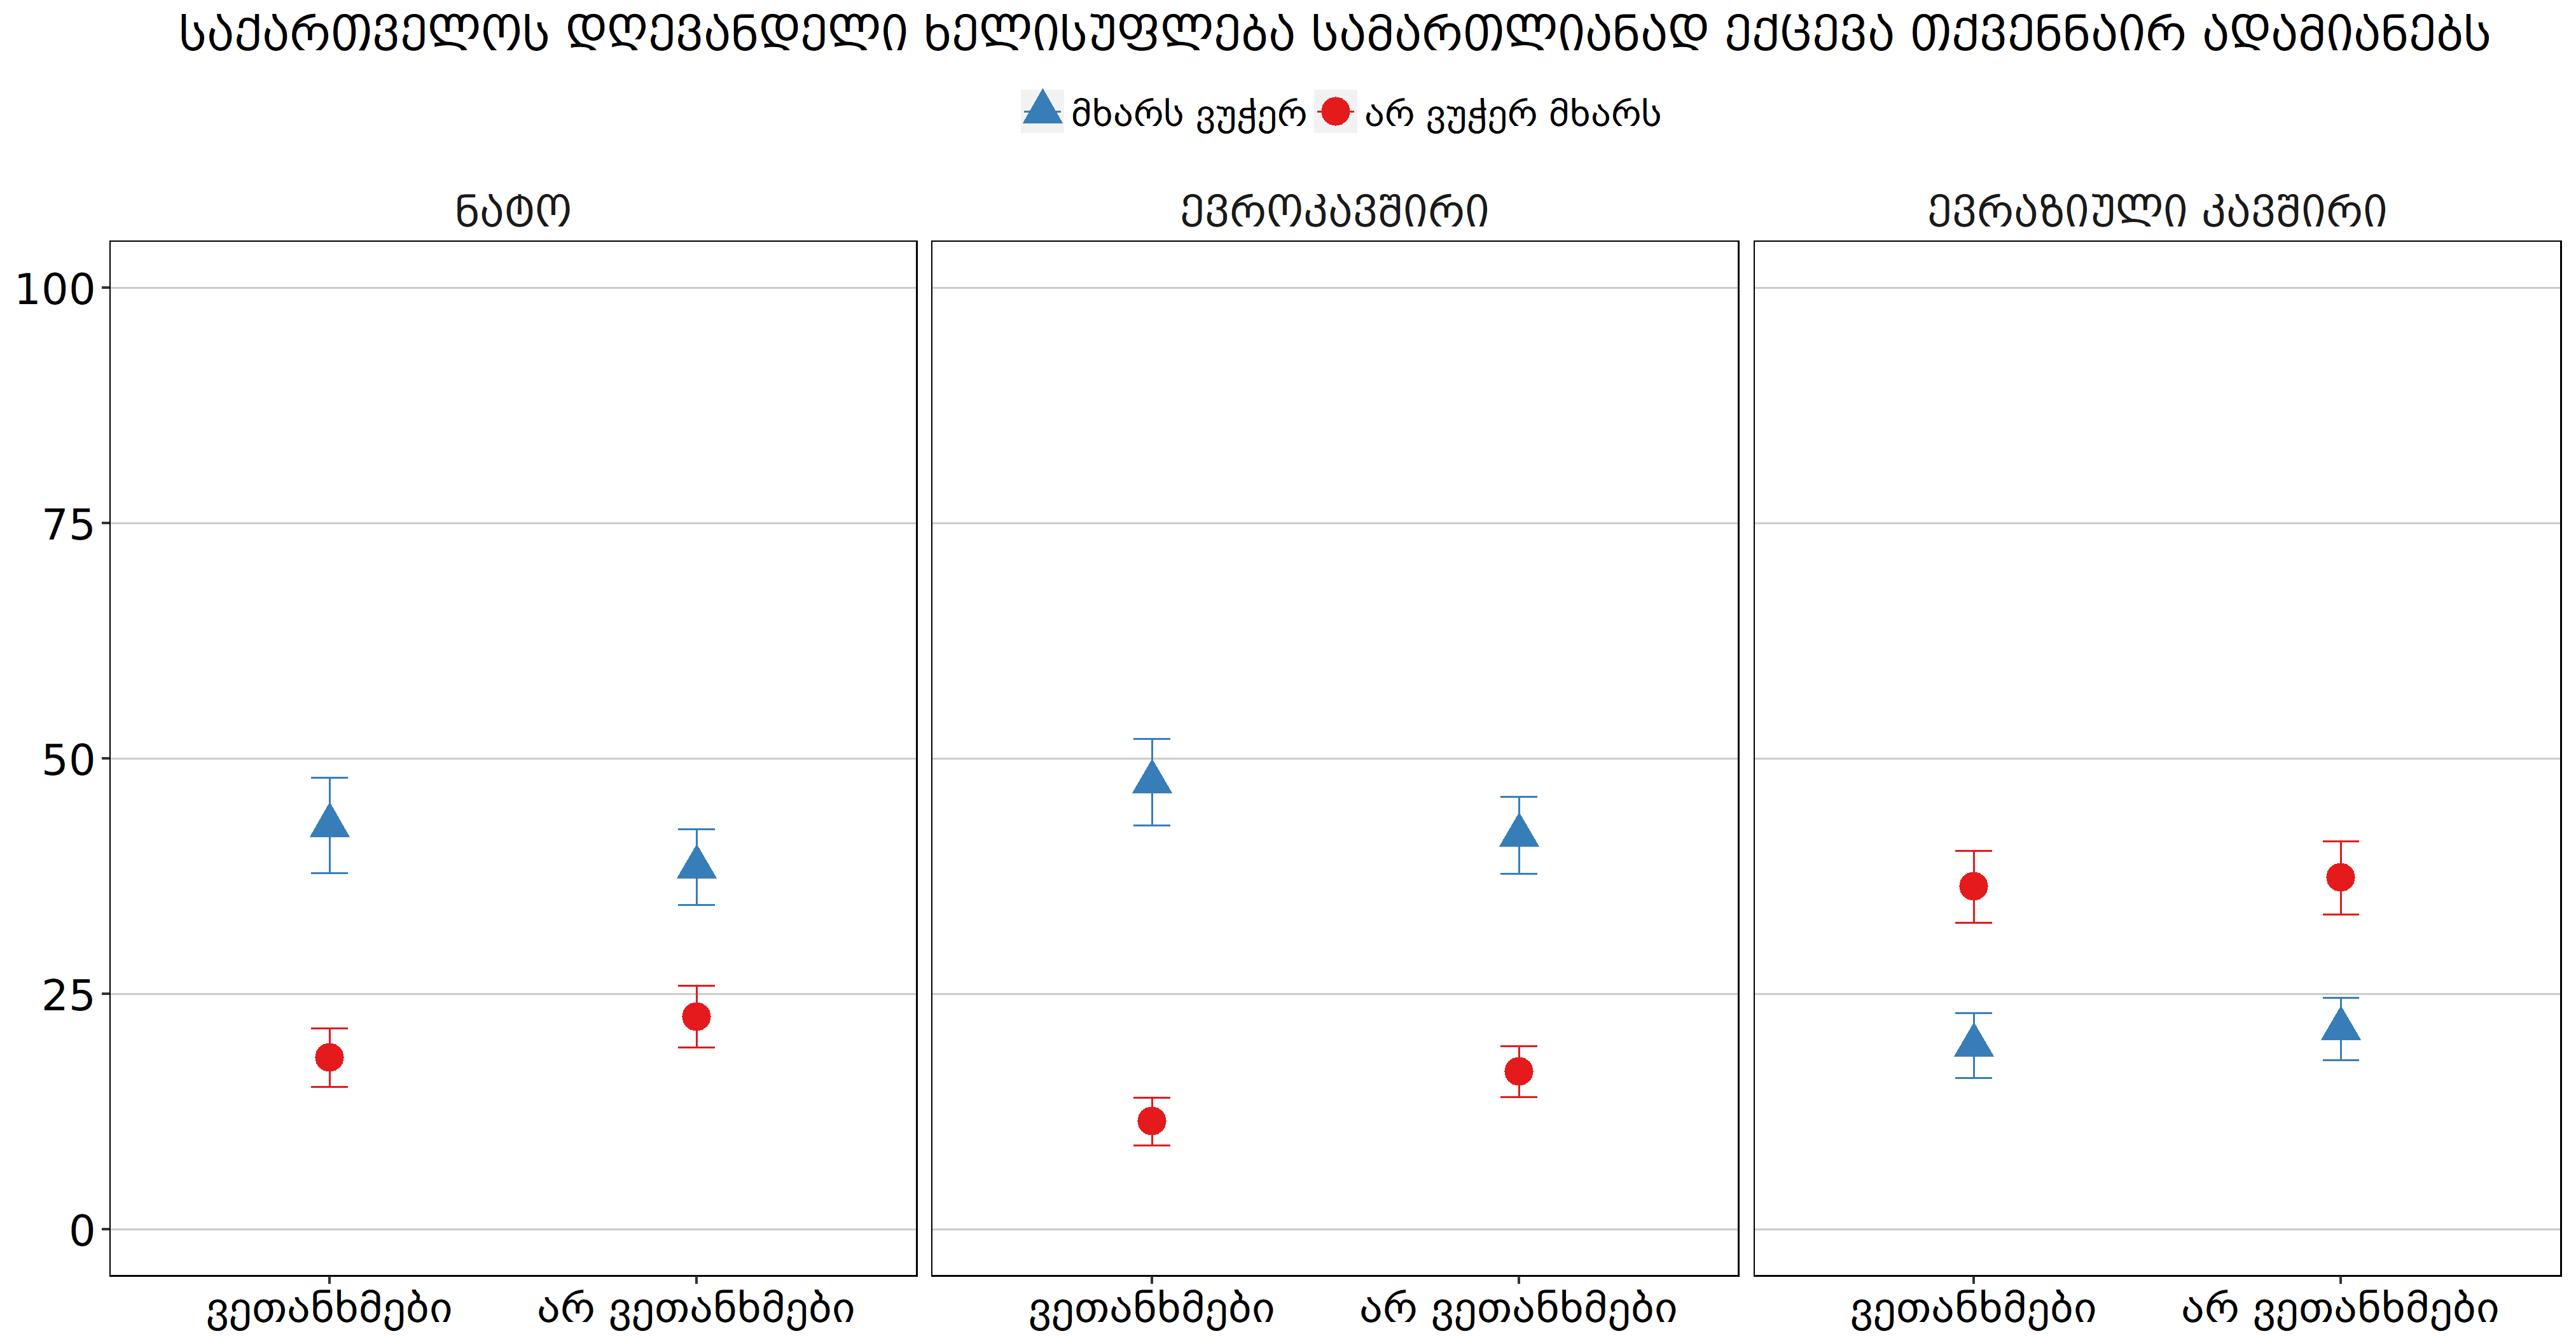 საქართველოს დღევანდელი ხელისუფლება სამართლიანად ექცევა თქვენნაირ ადამიანებს
მხარს ვუჭერ არ ვუჭერ მხარს
ნატო ევროკავშირი ევრაზიული კავშირი
100
75
50
25
0
ვეთანხმები არ ვეთანხმები ვეთანხმები არ ვეთანხმები ვეთანხმები არ ვეთანხმები